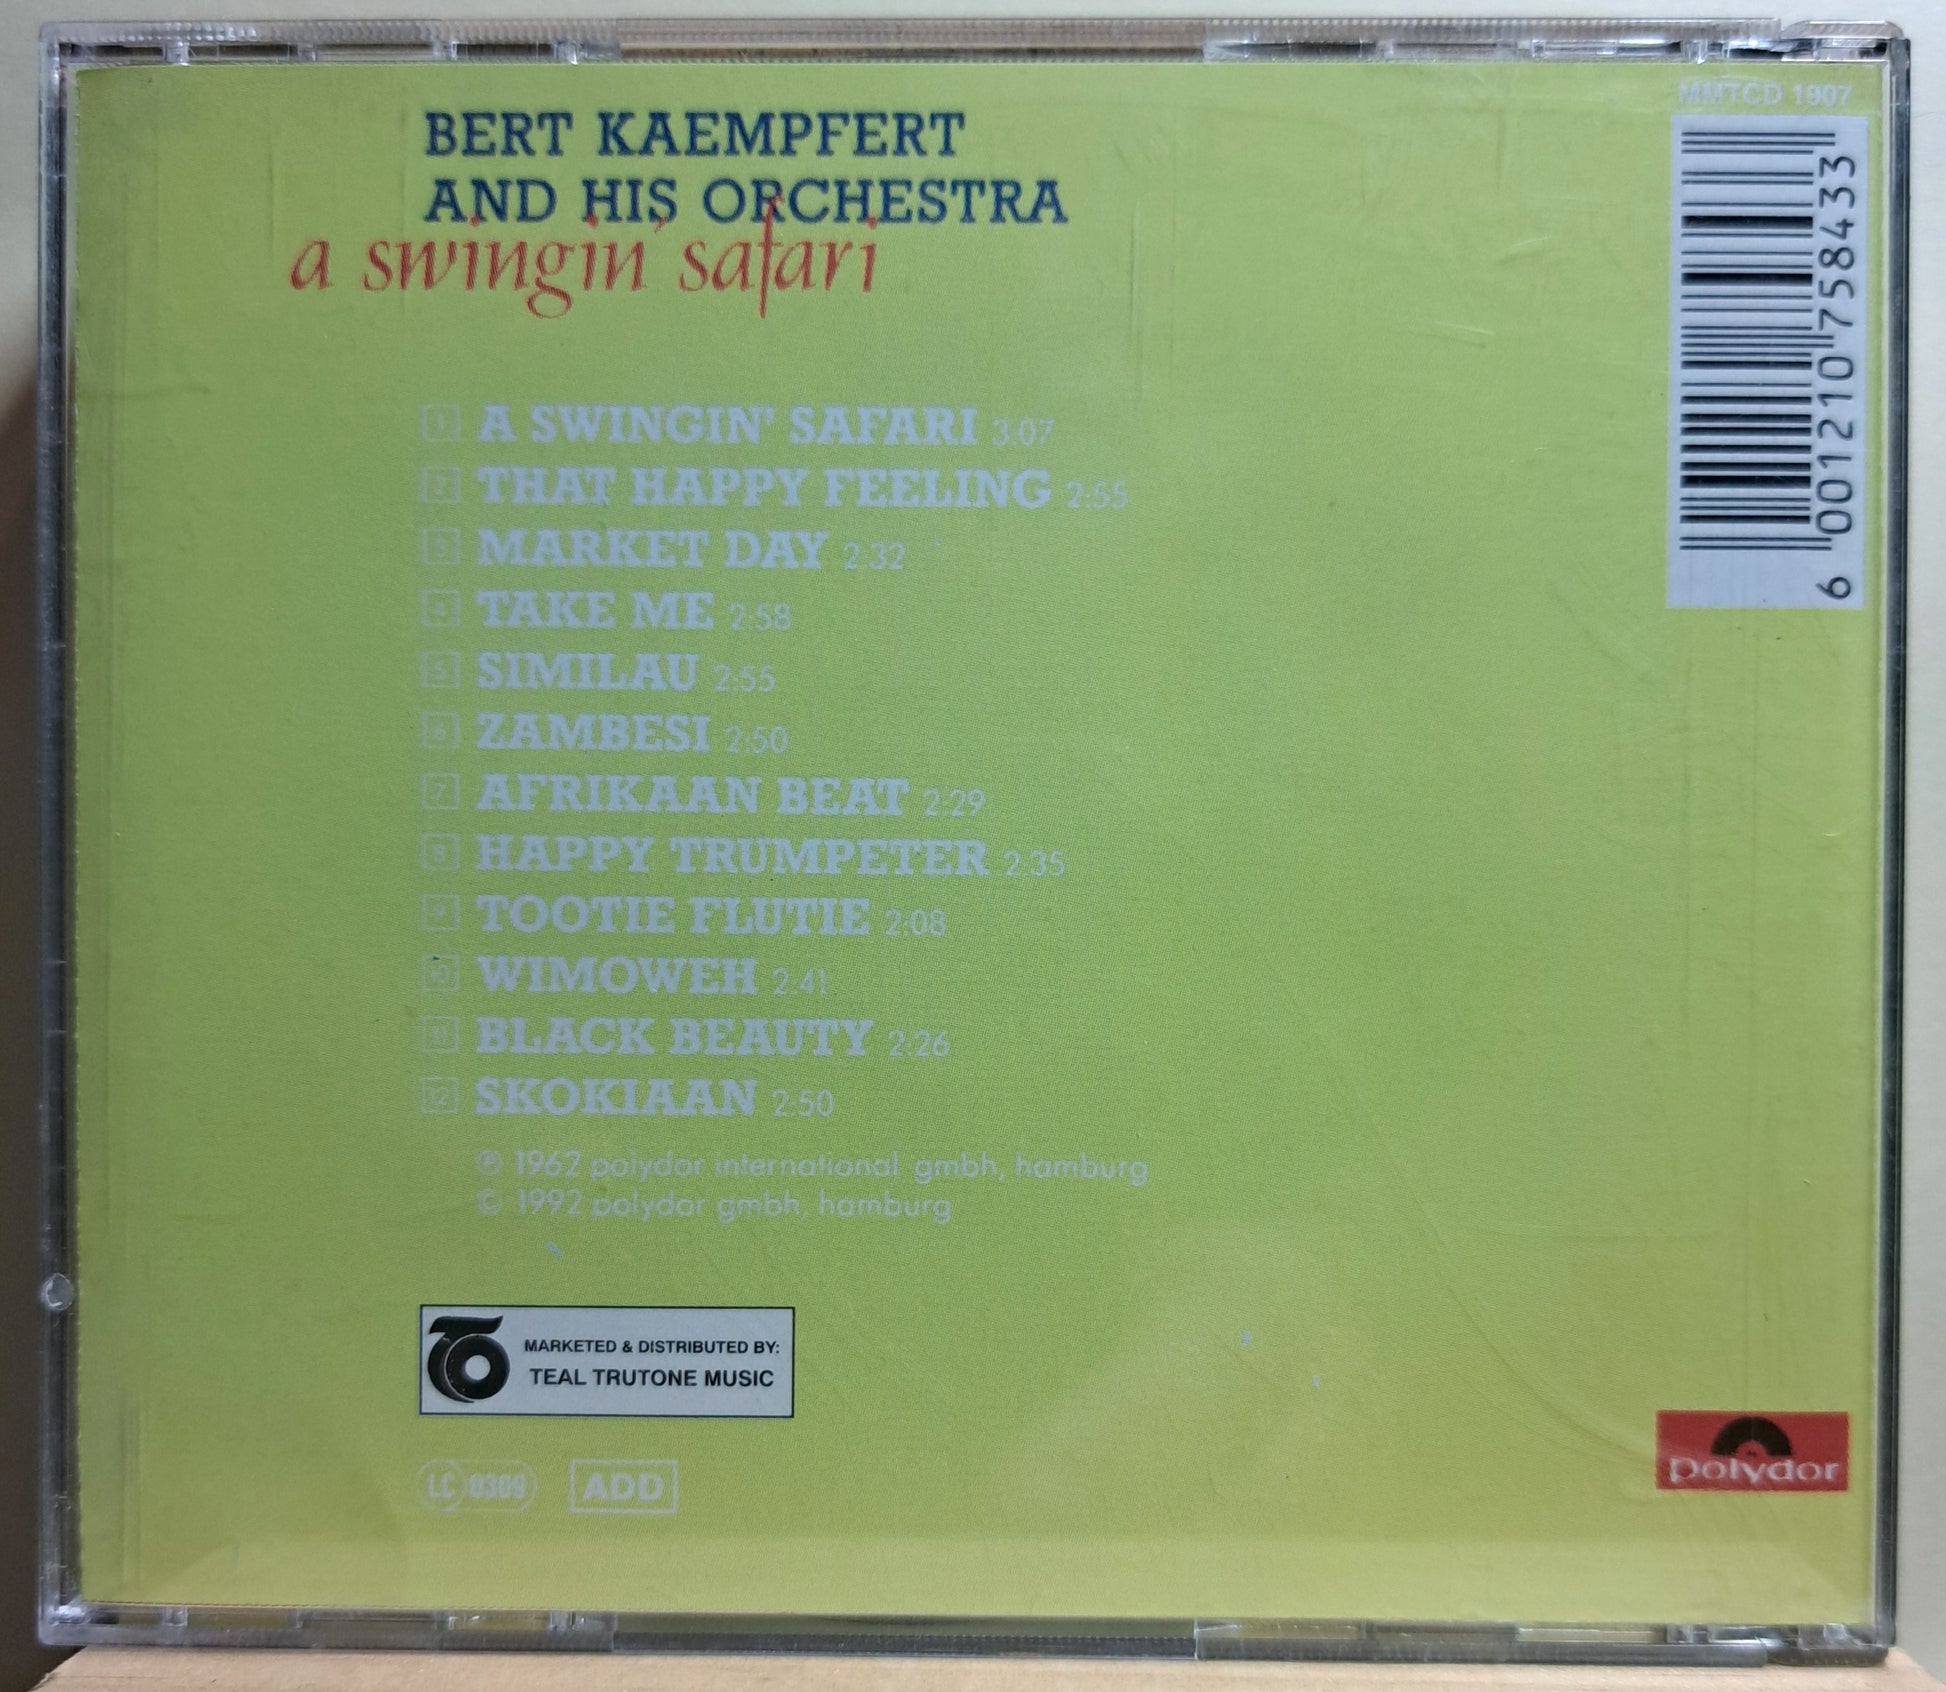 MMTCD 1907
BERT KAEMPFERT
AND HIS ORCHESTRA
a swingin' safari
1 A SWINGIN' SAFARI 3:07
2 THAT HAPPY FEELING 2:55
3 MARKET DAY 2:32
4 TAKE ME 2:58
5 SIMILAU 2:55
6 ZAMBESI 2:50
7 AFRIKAAN BEAT 2:29
8 HAPPY TRUMPETER 2:35
9 TOOTIE FLUTIE 2:08
10 WIMOWEH 2:41
11 BLACK BEAUTY 2:26
12 SKOKIAAN 2:50
℗ 1962 polydor international gmbh, hamburg
© 1992 polydor gmbh, hamburg
MARKETED & DISTRIBUTED BY:
TEAL TRUTONE MUSIC
LC 0309 ADD
polydor
6 001210 758433